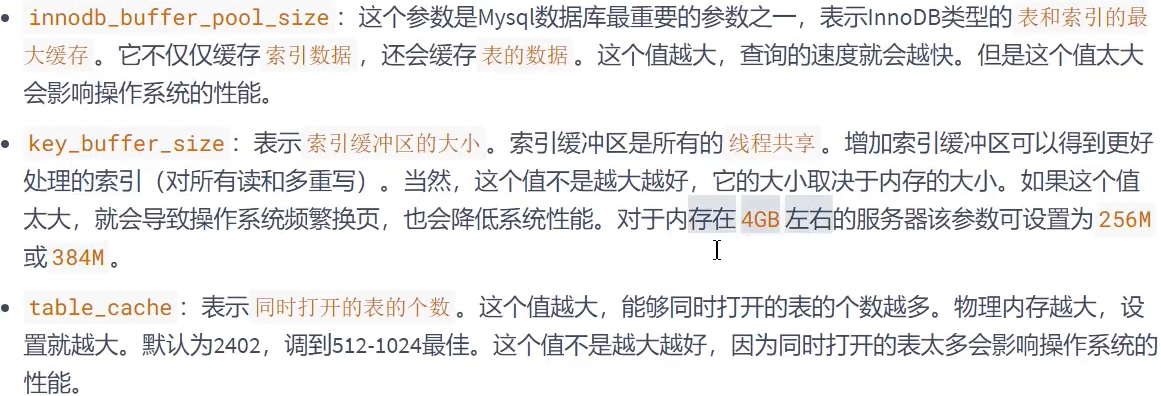 innodb_buffer_pool_size：这个参数是Mysql数据库最重要的参数之一，表示InnoDB类型的 表和索引的最
大缓存 。它不仅仅缓存 索引数据 ，还会缓存 表的数据 。这个值越大，查询的速度就会越快。但是这个值太大
会影响操作系统的性能。
key_buffer_size：表示 索引缓冲区的大小 。索引缓冲区是所有的 线程共享 。增加索引缓冲区可以得到更好
处理的索引（对所有读和多重写）。当然，这个值不是越大越好，它的大小取决于内存的大小。如果这个值
太大，就会导致操作系统频繁换页，也会降低系统性能。对于内存在 4GB 左右的服务器该参数可设置为 256M
或 384M 。
table_cache：表示 同时打开的表的个数 。这个值越大，能够同时打开的表的个数越多。物理内存越大，设
置就越大。默认为2402，调到512-1024最佳。这个值不是越大越好，因为同时打开的表太多会影响操作系统的
性能。